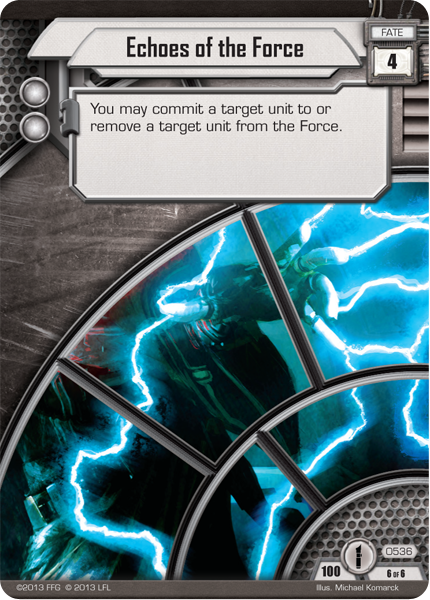 Echoes of the Force
FATE
4
You may commit a target unit to or
remove a target unit from the Force.
0536
100
6 OF 6
©2013 FFG © 2013 LFL
Illus. Michael Komarck